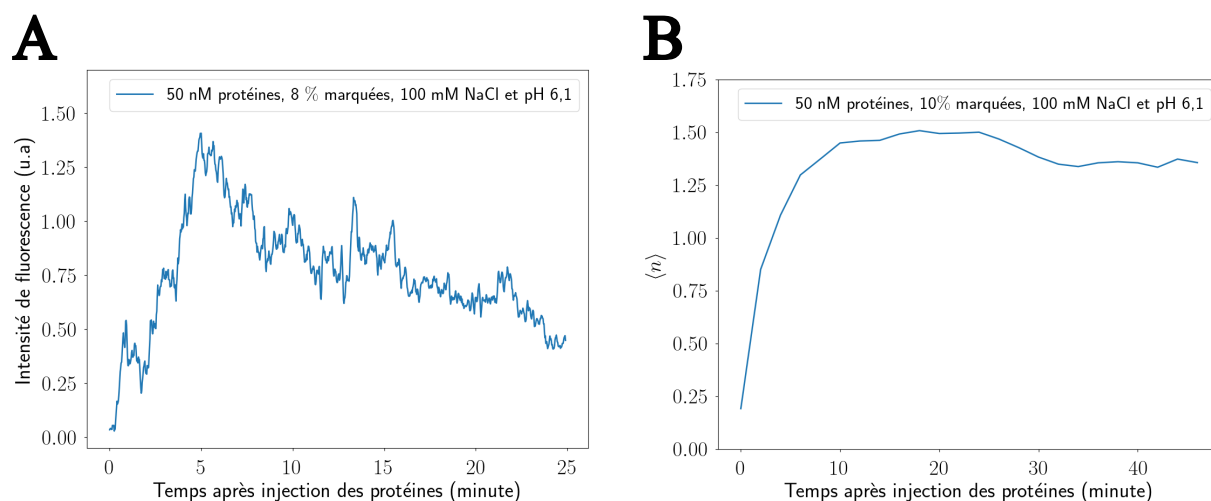 A
50 nM protéines, 8 % marquées, 100 mM NaCl et pH 6,1
Intensité de fluorescence (u.a)
1.50
1.25
1.00
0.75
0.50
0.25
0.00
0 5 10 15 20 25
Temps après injection des protéines (minute)
B
50 nM protéines, 10% marquées, 100 mM NaCl et pH 6,1
⟨n⟩
1.75
1.50
1.25
1.00
0.75
0.50
0.25
0.00
0 10 20 30 40
Temps après injection des protéines (minute)